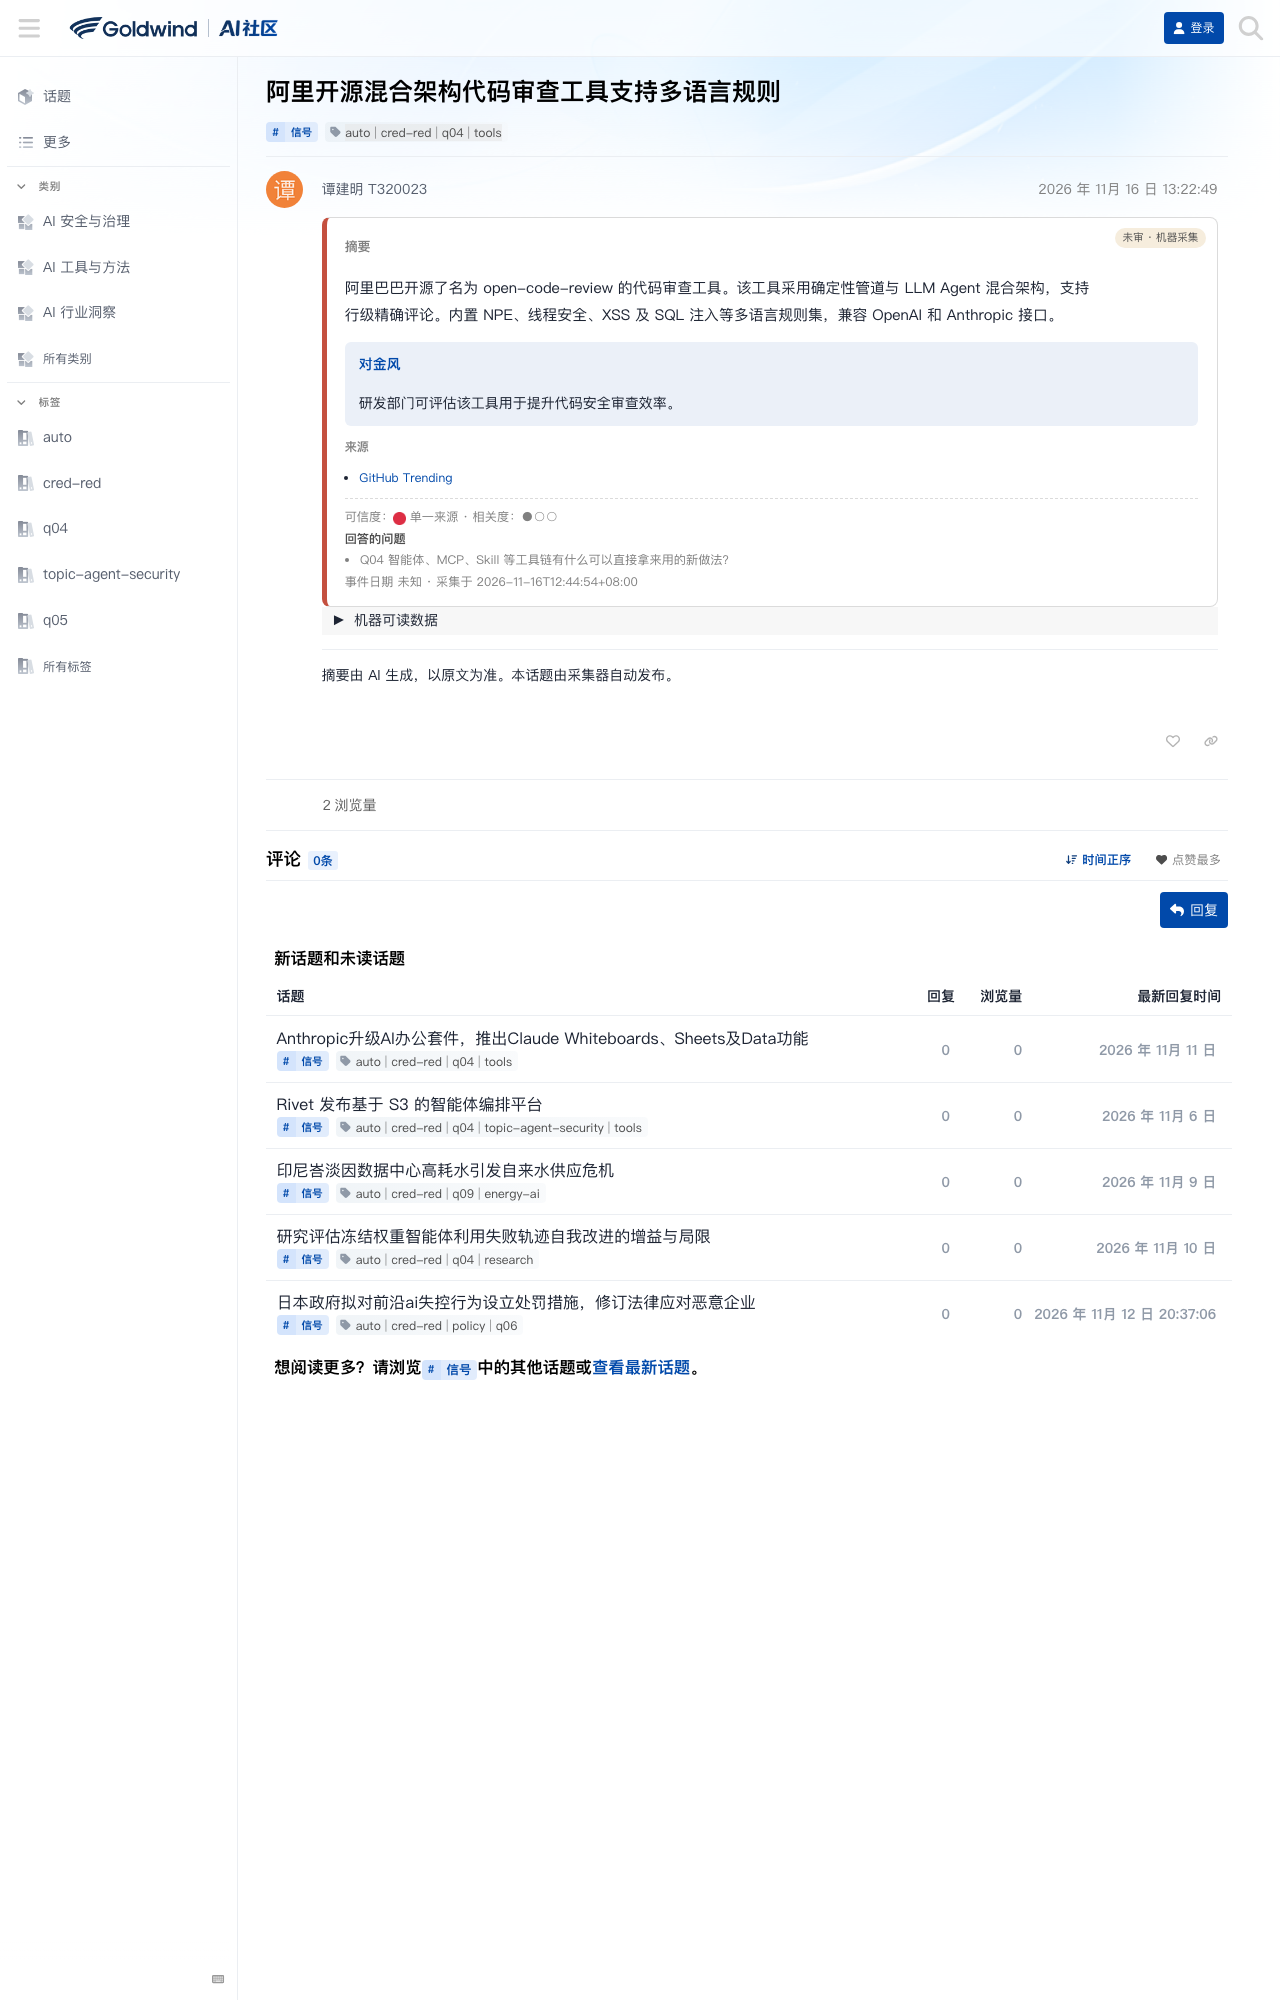 Goldwind AI社区
登录
话题
更多
类别
AI 安全与治理
AI 工具与方法
AI 行业洞察
所有类别
标签
auto
cred-red
q04
topic-agent-security
q05
所有标签
阿里开源混合架构代码审查工具支持多语言规则
# 信号 auto | cred-red | q04 | tools
谭
谭建明 T320023
2026 年 11月 16 日 13:22:49
未审 · 机器采集
摘要
阿里巴巴开源了名为 open-code-review 的代码审查工具。该工具采用确定性管道与 LLM Agent 混合架构，支持
行级精确评论。内置 NPE、线程安全、XSS 及 SQL 注入等多语言规则集，兼容 OpenAI 和 Anthropic 接口。
对金风
研发部门可评估该工具用于提升代码安全审查效率。
来源
• GitHub Trending
可信度：🔴 单一来源 · 相关度：●○○
回答的问题
• Q04 智能体、MCP、Skill 等工具链有什么可以直接拿来用的新做法？
事件日期 未知 · 采集于 2026-11-16T12:44:54+08:00
▶ 机器可读数据
摘要由 AI 生成，以原文为准。本话题由采集器自动发布。
2 浏览量
评论 0条
时间正序 点赞最多
回复
新话题和未读话题
话题 回复 浏览量 最新回复时间
Anthropic升级AI办公套件，推出Claude Whiteboards、Sheets及Data功能
# 信号 auto | cred-red | q04 | tools
0 0 2026 年 11月 11 日
Rivet 发布基于 S3 的智能体编排平台
# 信号 auto | cred-red | q04 | topic-agent-security | tools
0 0 2026 年 11月 6 日
印尼峇淡因数据中心高耗水引发自来水供应危机
# 信号 auto | cred-red | q09 | energy-ai
0 0 2026 年 11月 9 日
研究评估冻结权重智能体利用失败轨迹自我改进的增益与局限
# 信号 auto | cred-red | q04 | research
0 0 2026 年 11月 10 日
日本政府拟对前沿ai失控行为设立处罚措施，修订法律应对恶意企业
# 信号 auto | cred-red | policy | q06
0 0 2026 年 11月 12 日 20:37:06
想阅读更多？请浏览 # 信号 中的其他话题或查看最新话题。